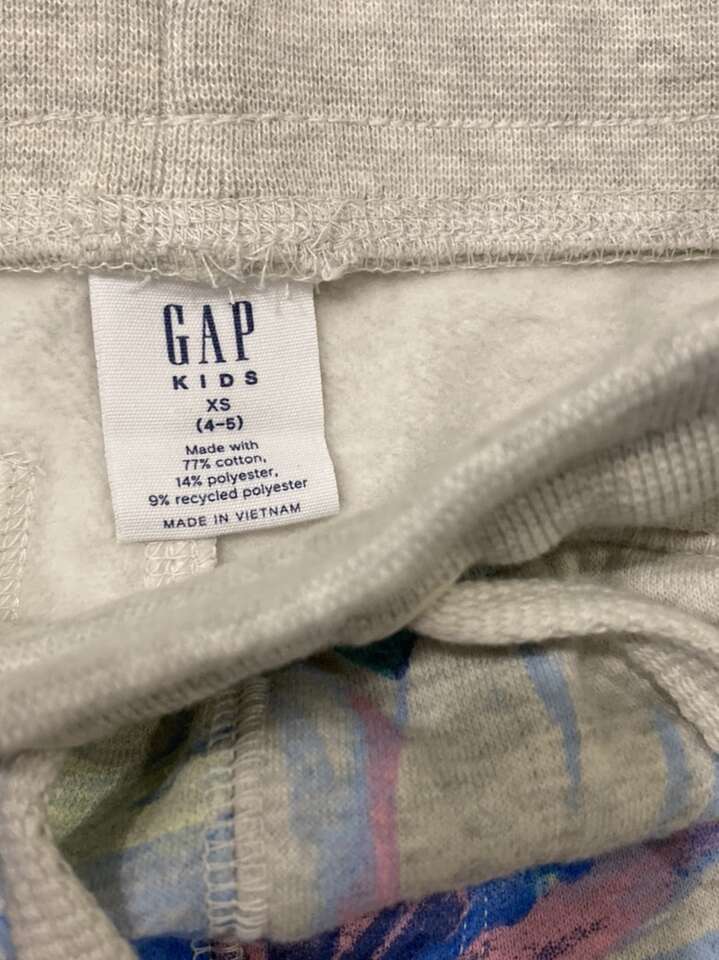 GAP
KIDS
XS
(4-5)
Made with
77% cotton,
14% polyester,
9% recycled polyester
MADE IN VIETNAM